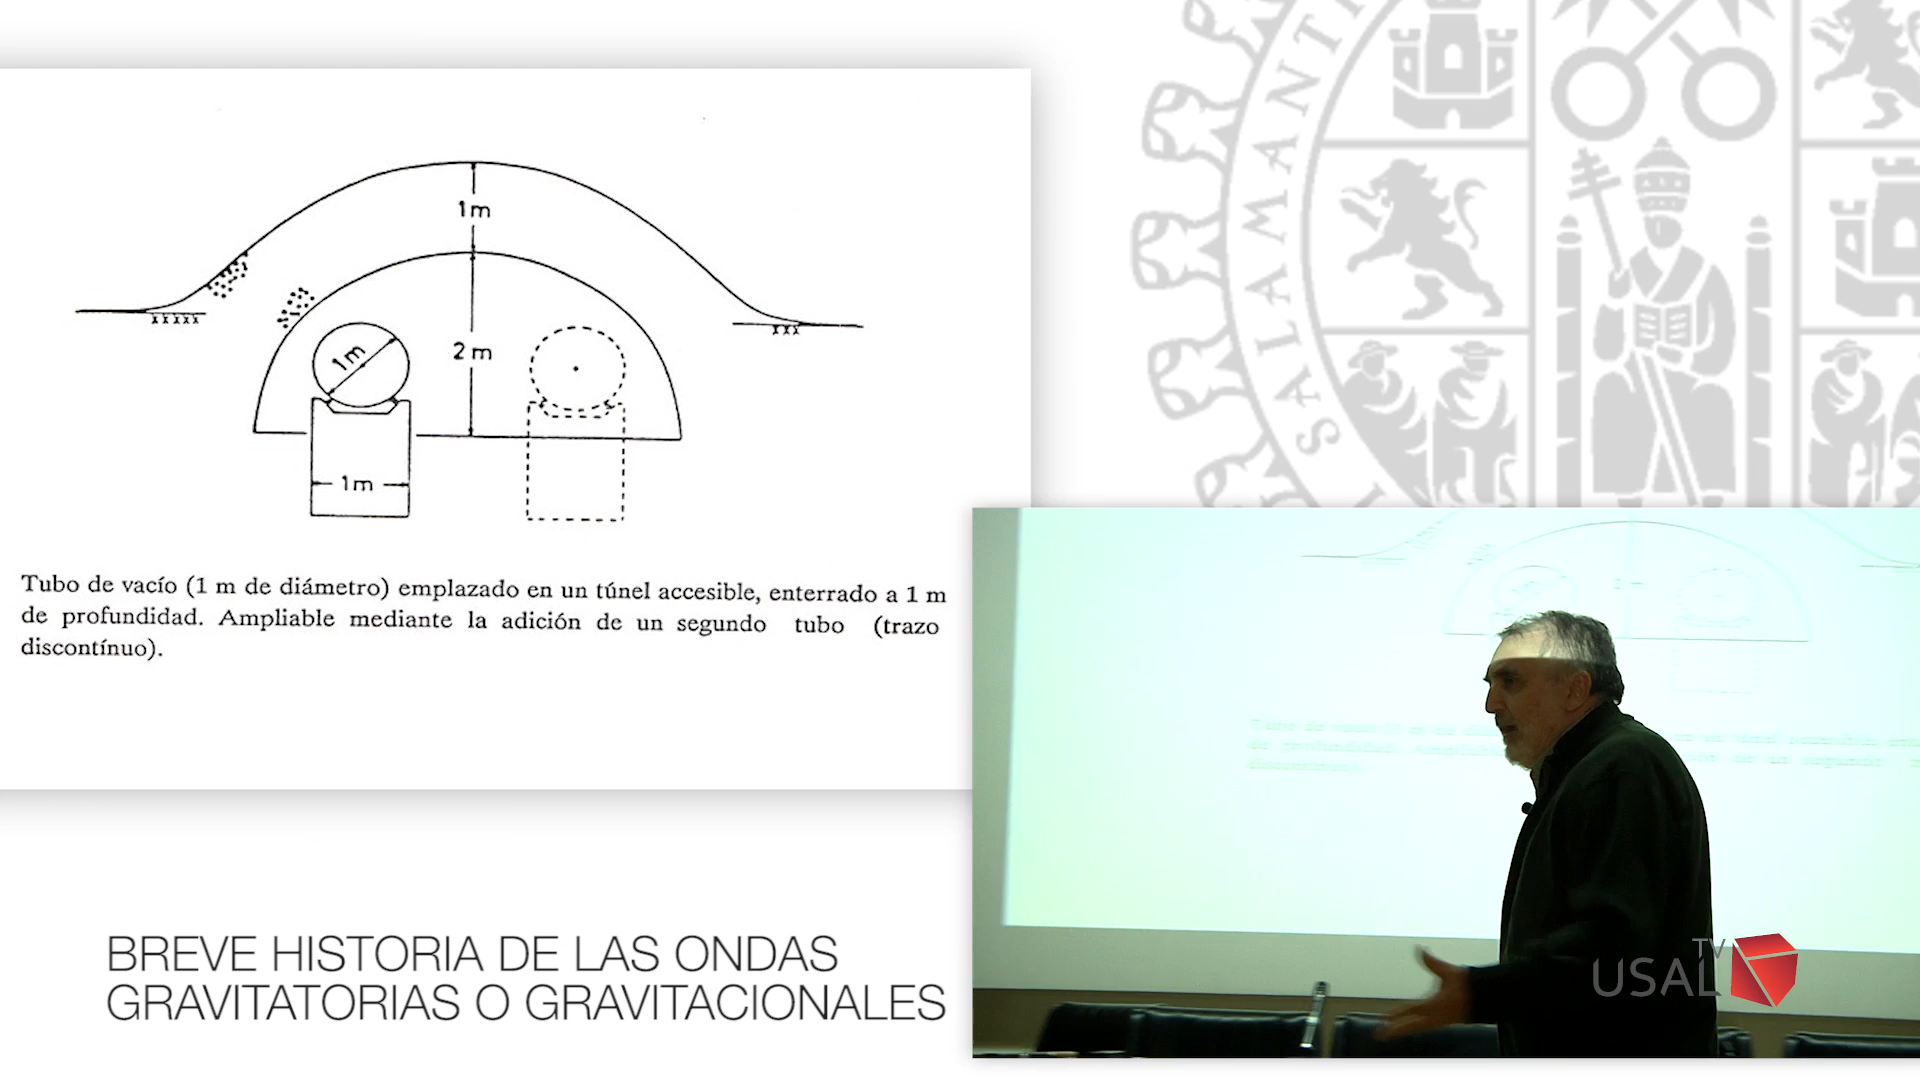 1m
1m
2m
1m
Tubo de vacío (1 m de diámetro) emplazado en un túnel accesible, enterrado a 1 m
de profundidad. Ampliable mediante la adición de un segundo tubo (trazo
discontínuo).
BREVE HISTORIA DE LAS ONDAS
GRAVITATORIAS O GRAVITACIONALES
SALAMANTI
USAL TV